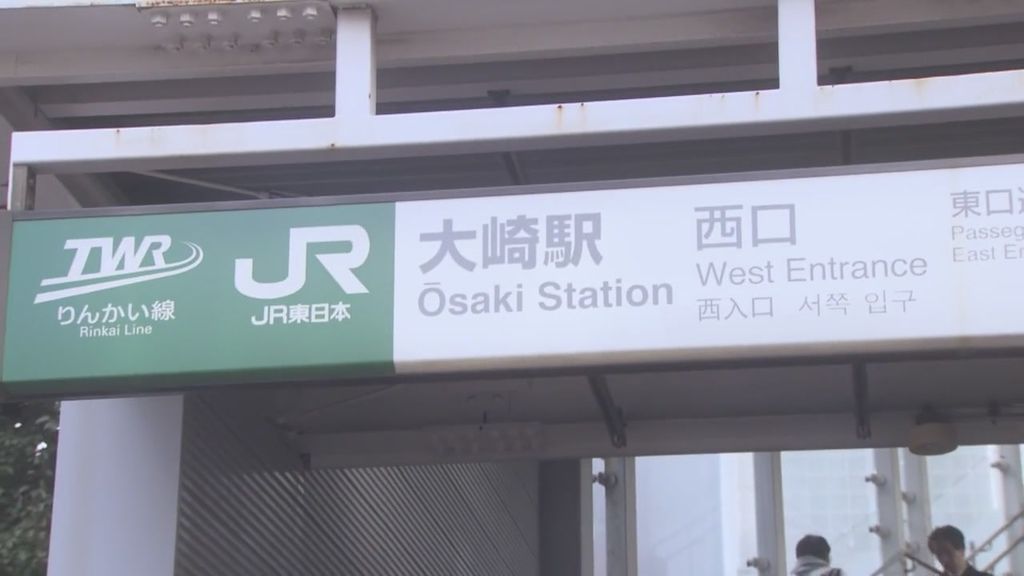 TWR
りんかい線
Rinkai Line
JR
JR東日本
大崎駅
Ōsaki Station
西口
West Entrance
西入口 서쪽 입구
東口
East